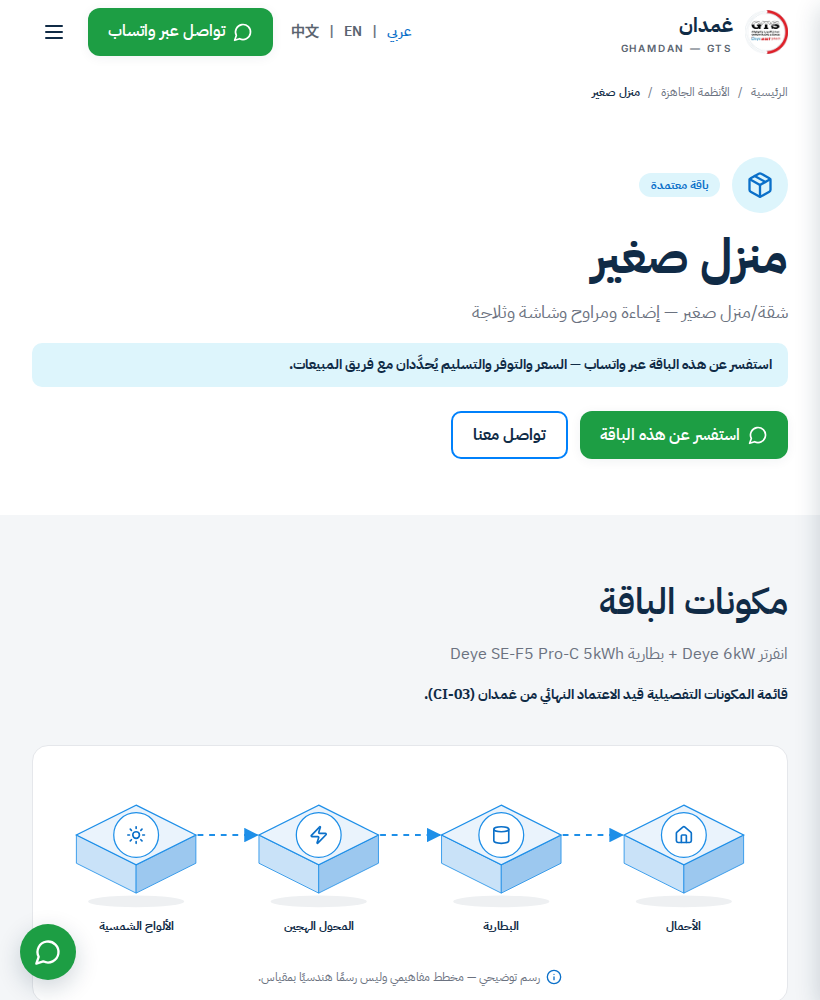 غمدان
GHAMDAN — GTS
عربي | EN | 中文
تواصل عبر واتساب
الرئيسية / الأنظمة الجاهزة / منزل صغير
باقة معتمدة
منزل صغير
شقة/منزل صغير — إضاءة ومراوح وشاشة وثلاجة
استفسر عن هذه الباقة عبر واتساب — السعر والتوفر والتسليم يُحدَّدان مع فريق المبيعات.
استفسر عن هذه الباقة
تواصل معنا
مكونات الباقة
انفرتر Deye 6kW + بطارية Deye SE-F5 Pro-C 5kWh
قائمة المكونات التفصيلية قيد الاعتماد النهائي من غمدان (CI-03).
الأحمال
البطارية
المحول الهجين
الألواح الشمسية
رسم توضيحي — مخطط مفاهيمي وليس رسمًا هندسيًا بمقياس.